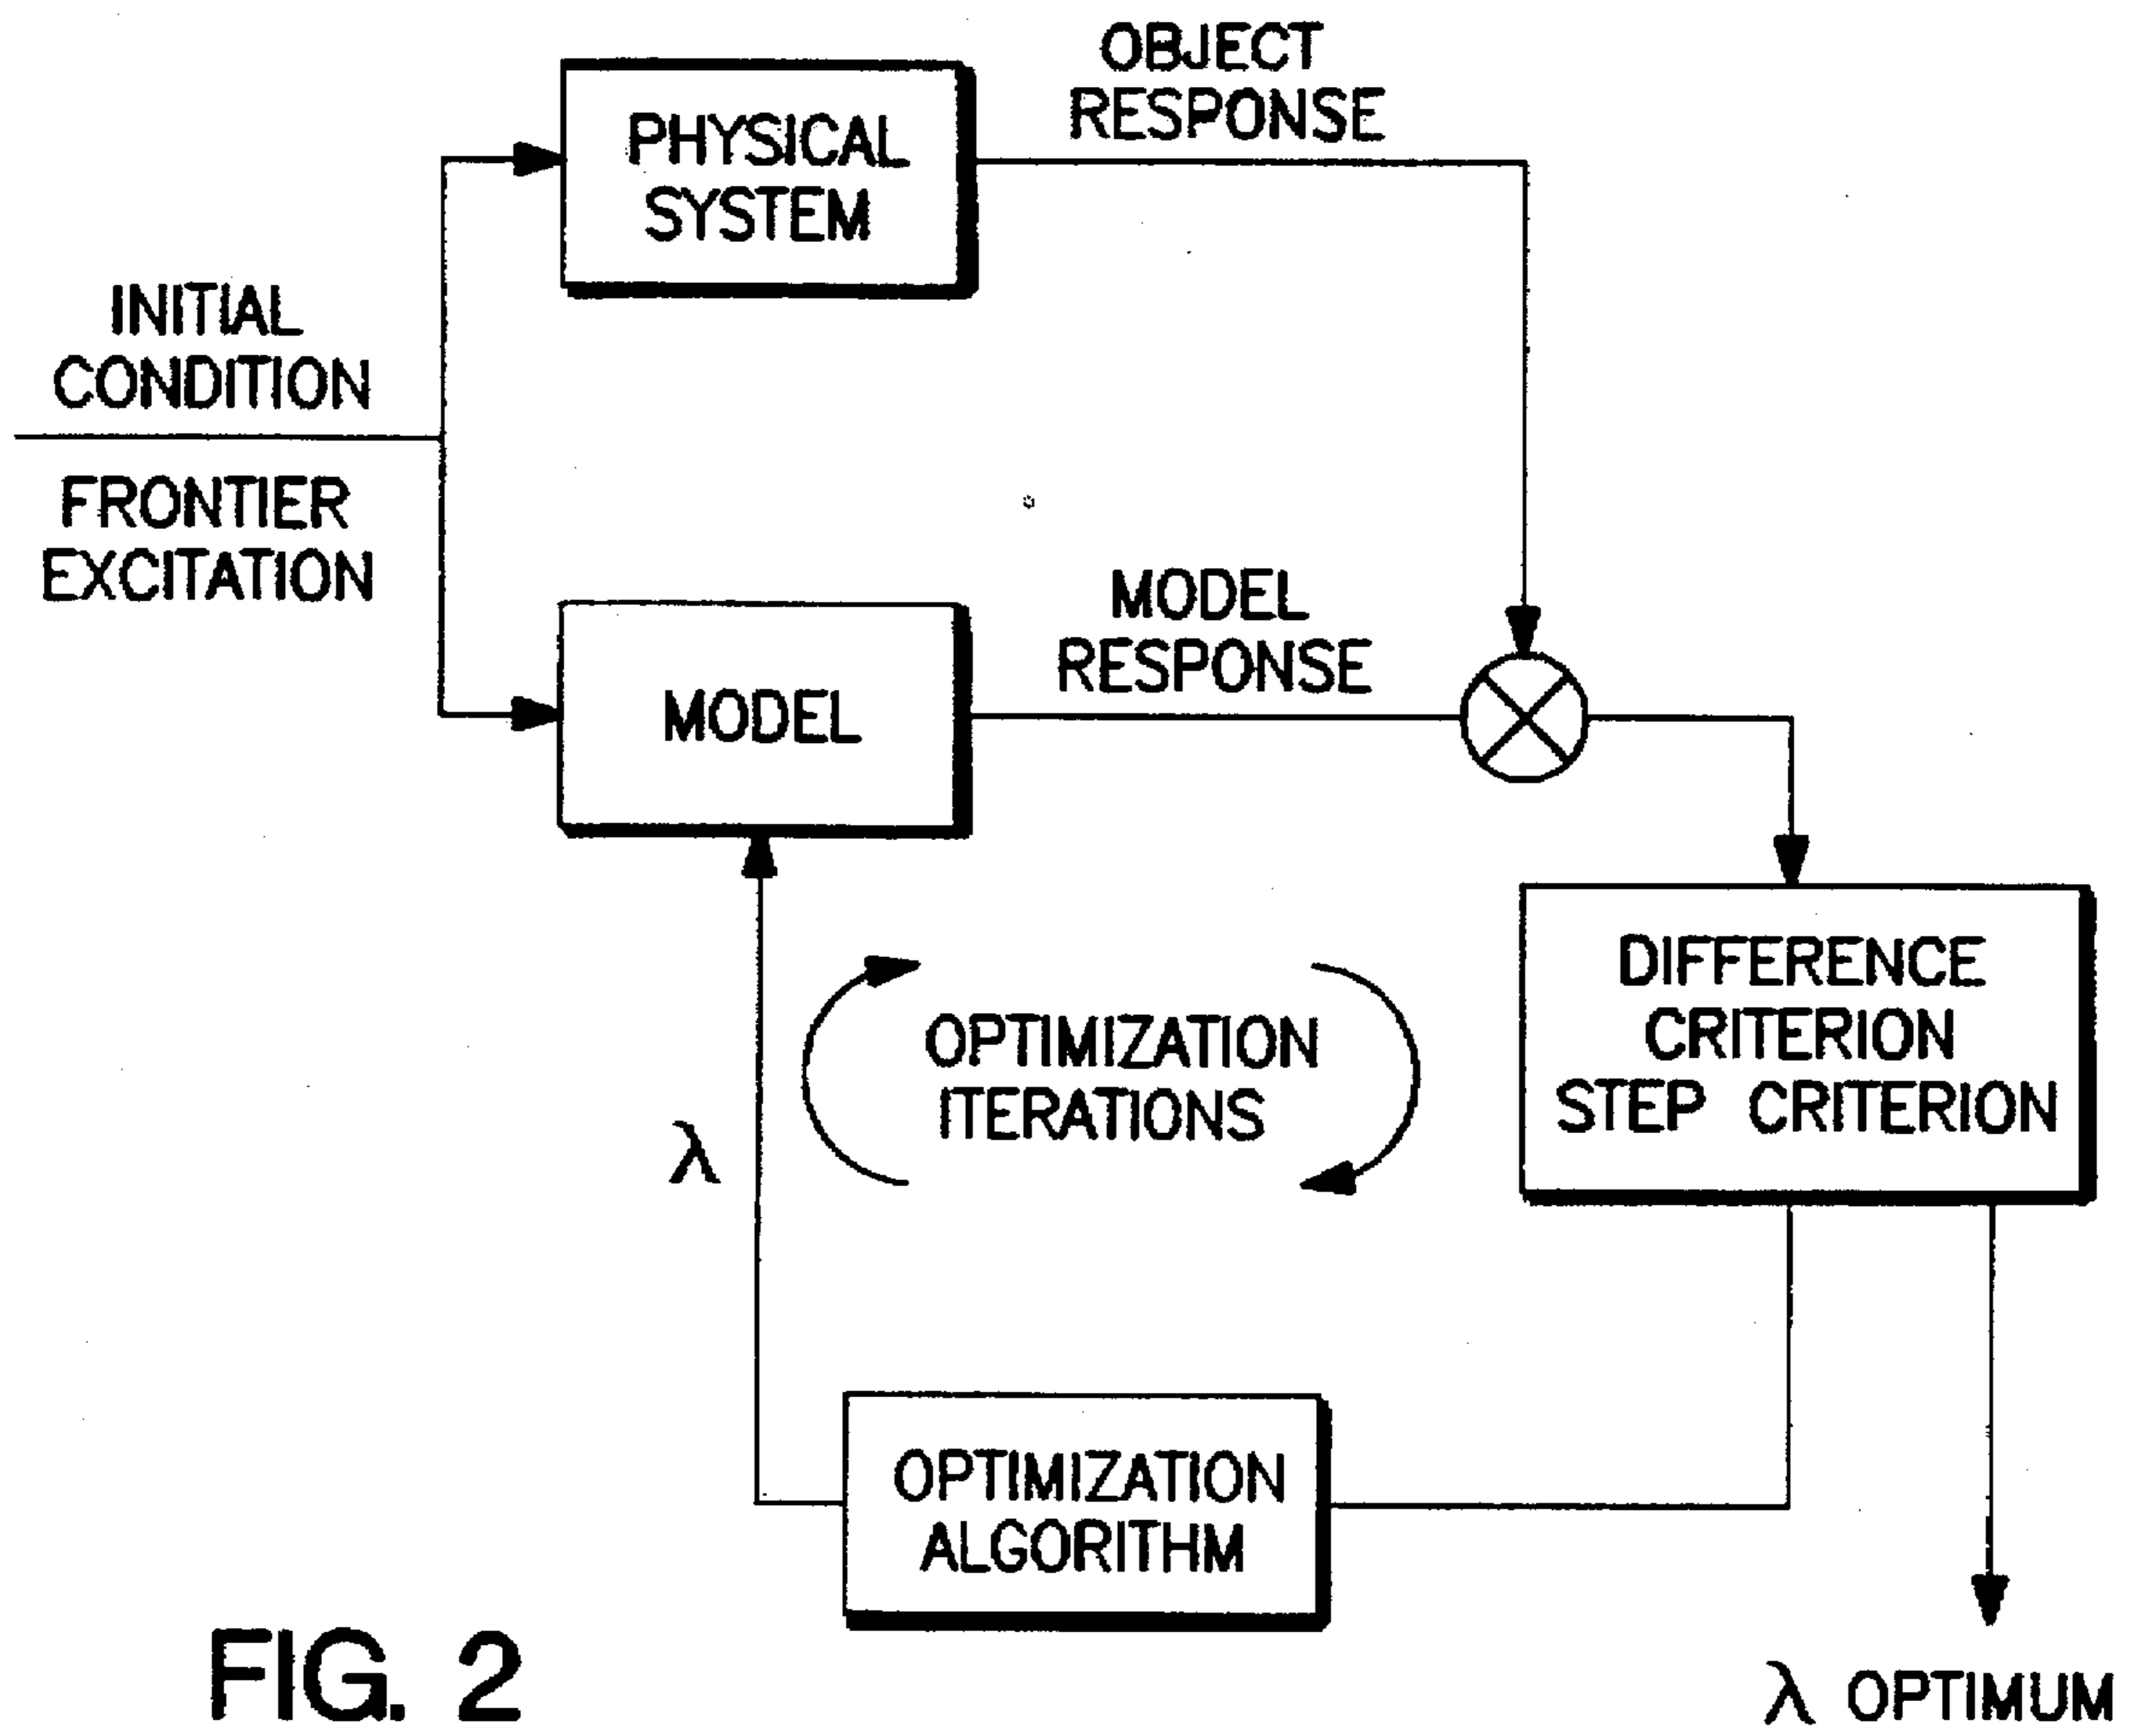 OBJECT
RESPONSE
PHYSICAL
SYSTEM
INITIAL
CONDITION
FRONTIER
EXCITATION
MODEL
RESPONSE
MODEL
DIFFERENCE
CRITERION
STEP CRITERION
OPTIMIZATION
ITERATIONS
λ
OPTIMIZATION
ALGORITHM
FIG. 2
λ OPTIMUM